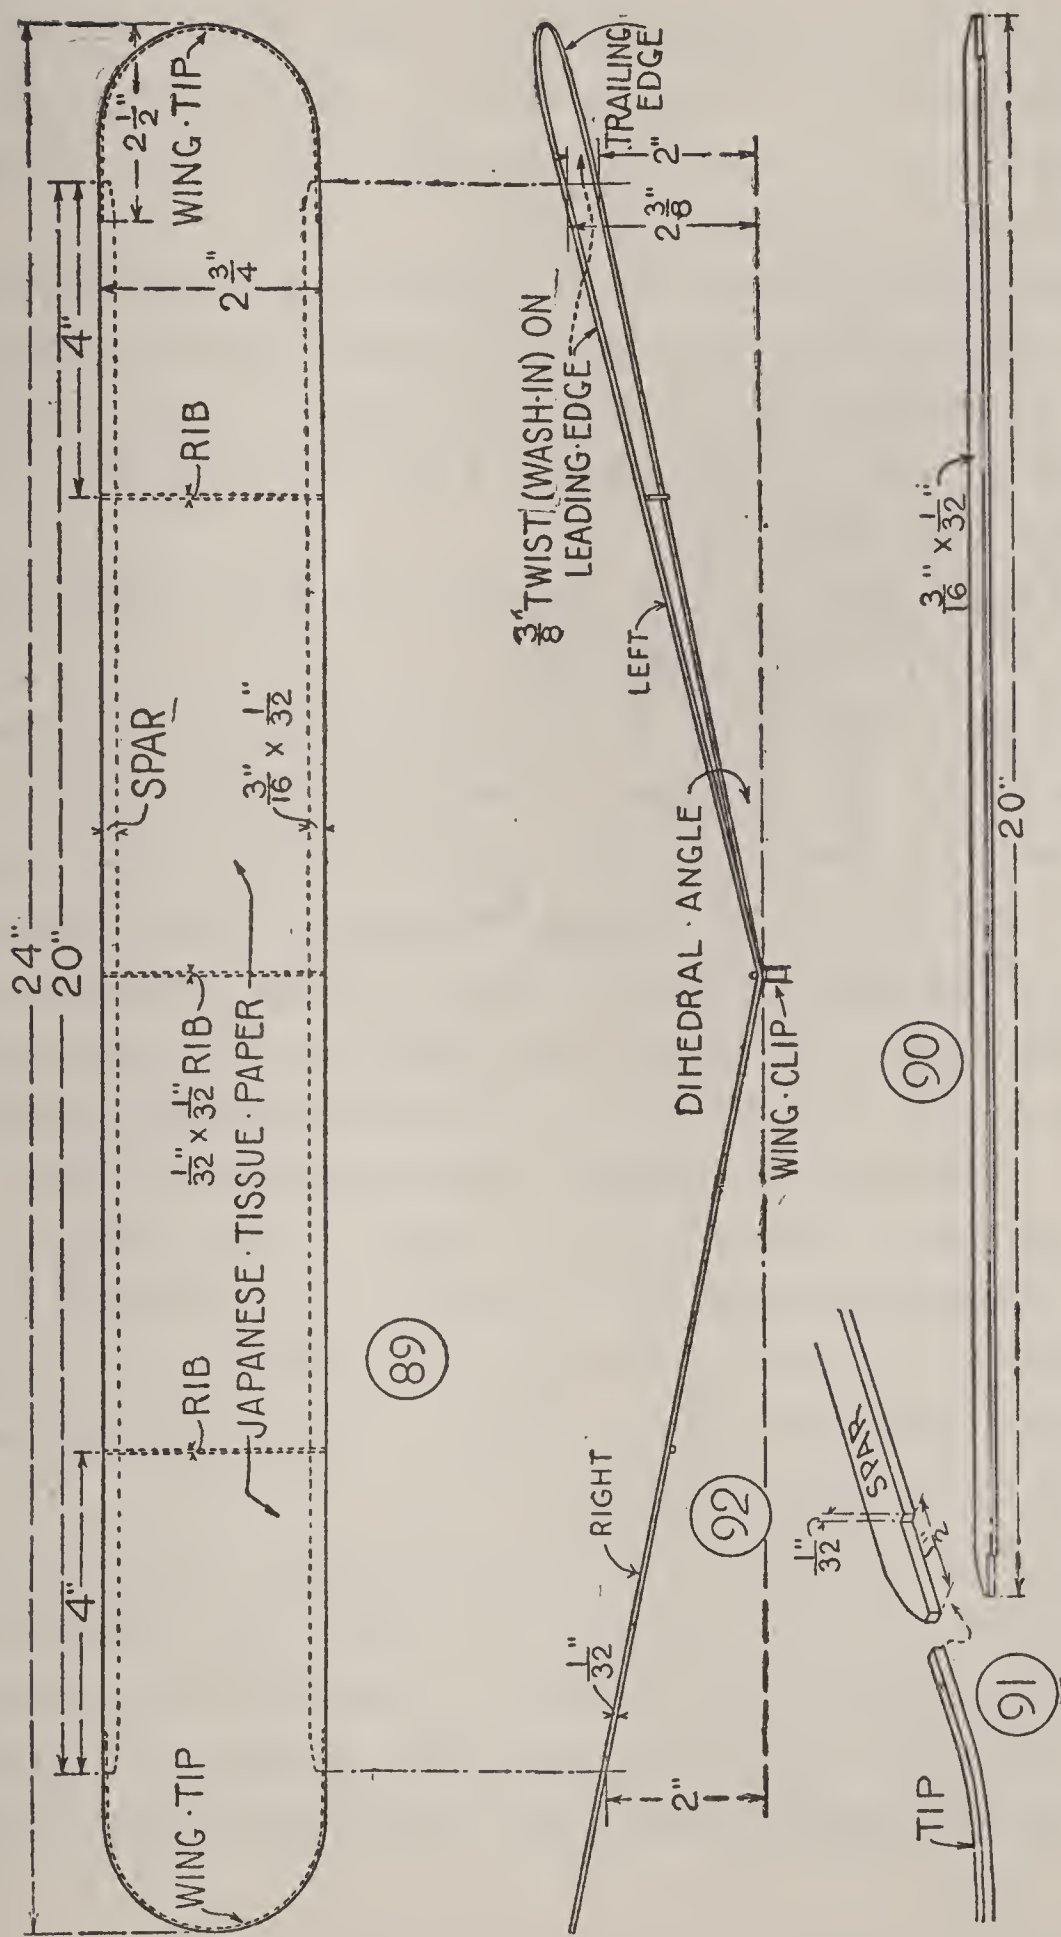 24"
20"
4"
4"
2 1/2"
WING·TIP
WING·TIP
2 3/4"
RIB
RIB
SPAR
3/16" x 1/32"
1/32" x 1/32" RIB
JAPANESE·TISSUE·PAPER
89
TRAILING
EDGE
2"
2 3/8"
3/8" TWIST (WASH-IN) ON
LEADING·EDGE
LEFT
DIHEDRAL·ANGLE
WING·CLIP
RIGHT
1/32"
2"
92
3/16" x 1/32"
20"
90
SPAR
1/32"
1/2"
TIP
91